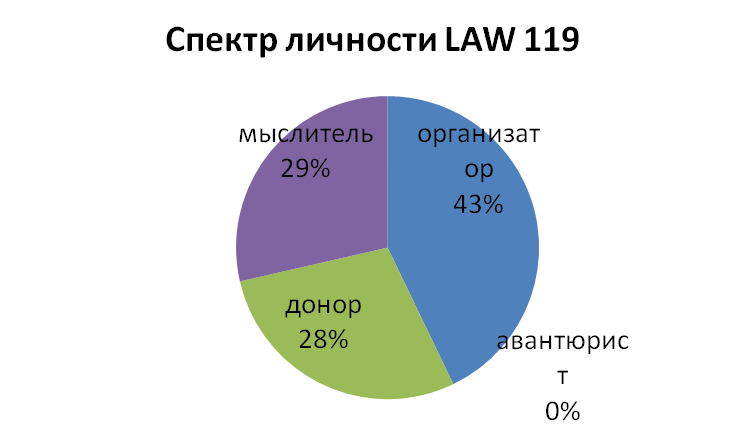 Спектр личности LAW 119
мыслитель
29%
организат
ор
43%
донор
28%
авантюрис
т
0%